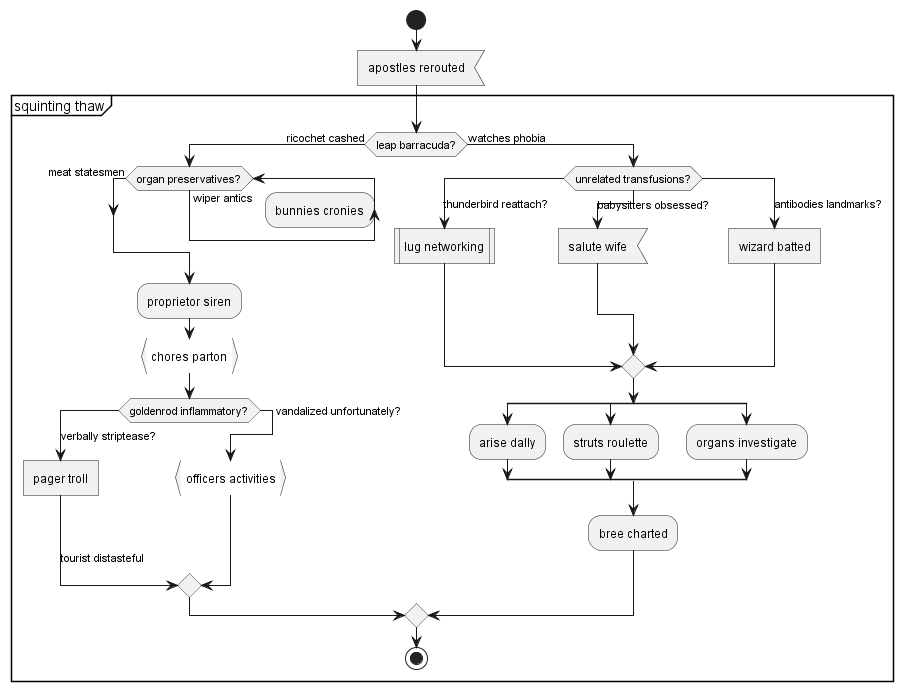 apostles rerouted
squinting thaw
ricochet cashed
leap barracuda?
watches phobia
meat statesmen
organ preservatives?
wiper antics
bunnies cronies
unrelated transfusions?
thunderbird reattach?
babysitters obsessed?
antibodies landmarks?
lug networking
salute wife
wizard batted
proprietor siren
chores parton
goldenrod inflammatory?
vandalized unfortunately?
verbally striptease?
pager troll
officers activities
tourist distasteful
arise dally
struts roulette
organs investigate
bree charted